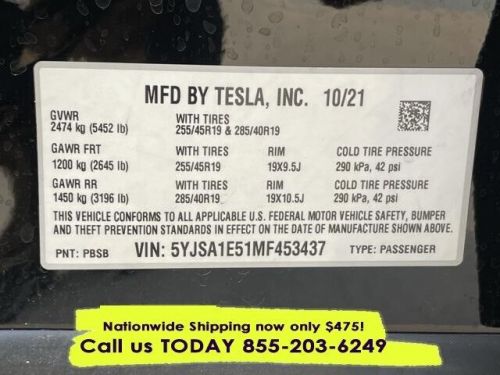 MFD BY TESLA, INC. 10/21
GVWR WITH TIRES
2474 kg (5452 lb) 255/45R19 & 285/40R19
GAWR FRT WITH TIRES RIM COLD TIRE PRESSURE
1200 kg (2645 lb) 255/45R19 19X9.5J 290 kPa, 42 psi
GAWR RR WITH TIRES RIM COLD TIRE PRESSURE
1450 kg (3196 lb) 285/40R19 19X10.5J 290 kPa, 42 psi
THIS VEHICLE CONFORMS TO ALL APPLICABLE U.S. FEDERAL MOTOR VEHICLE SAFETY, BUMPER
AND THEFT PREVENTION STANDARDS IN EFFECT ON THE DATE OF MANUFACTURE SHOWN ABOVE.
PNT: PBSB VIN: 5YJSA1E51MF453437 TYPE: PASSENGER
Nationwide Shipping now only $475!
Call us TODAY 855-203-6249